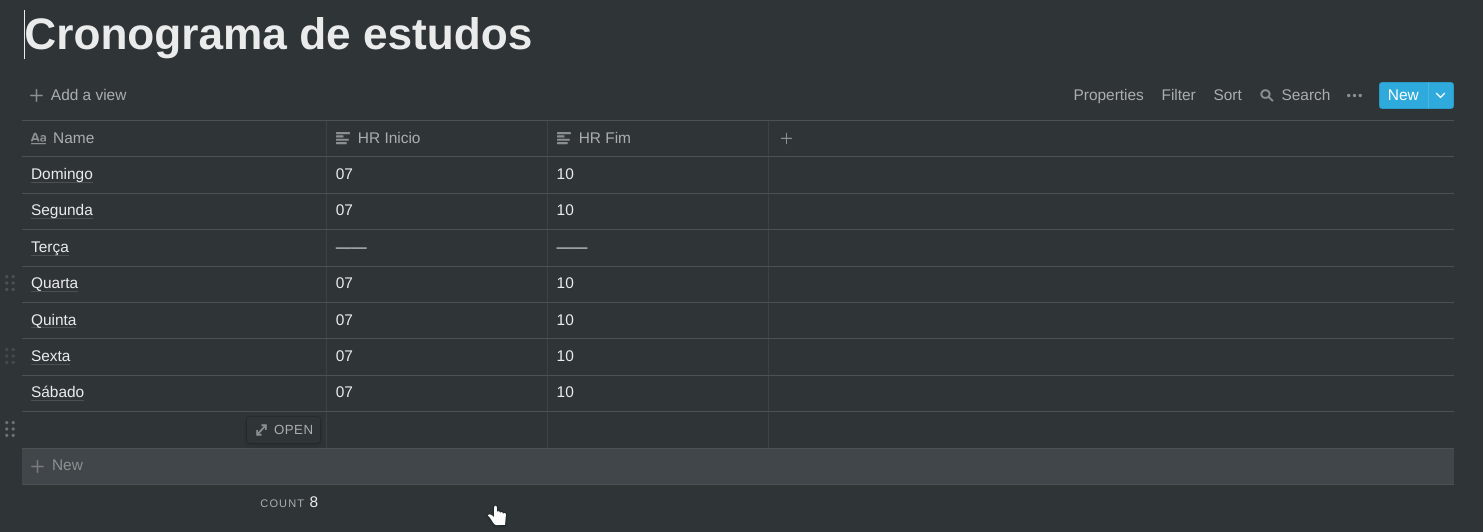 Cronograma de estudos
Add a view Properties Filter Sort Search ••• New
Aa Name HR Inicio HR Fim
Domingo 07 10
Segunda 07 10
Terça —— ——
Quarta 07 10
Quinta 07 10
Sexta 07 10
Sábado 07 10
OPEN
New
COUNT 8